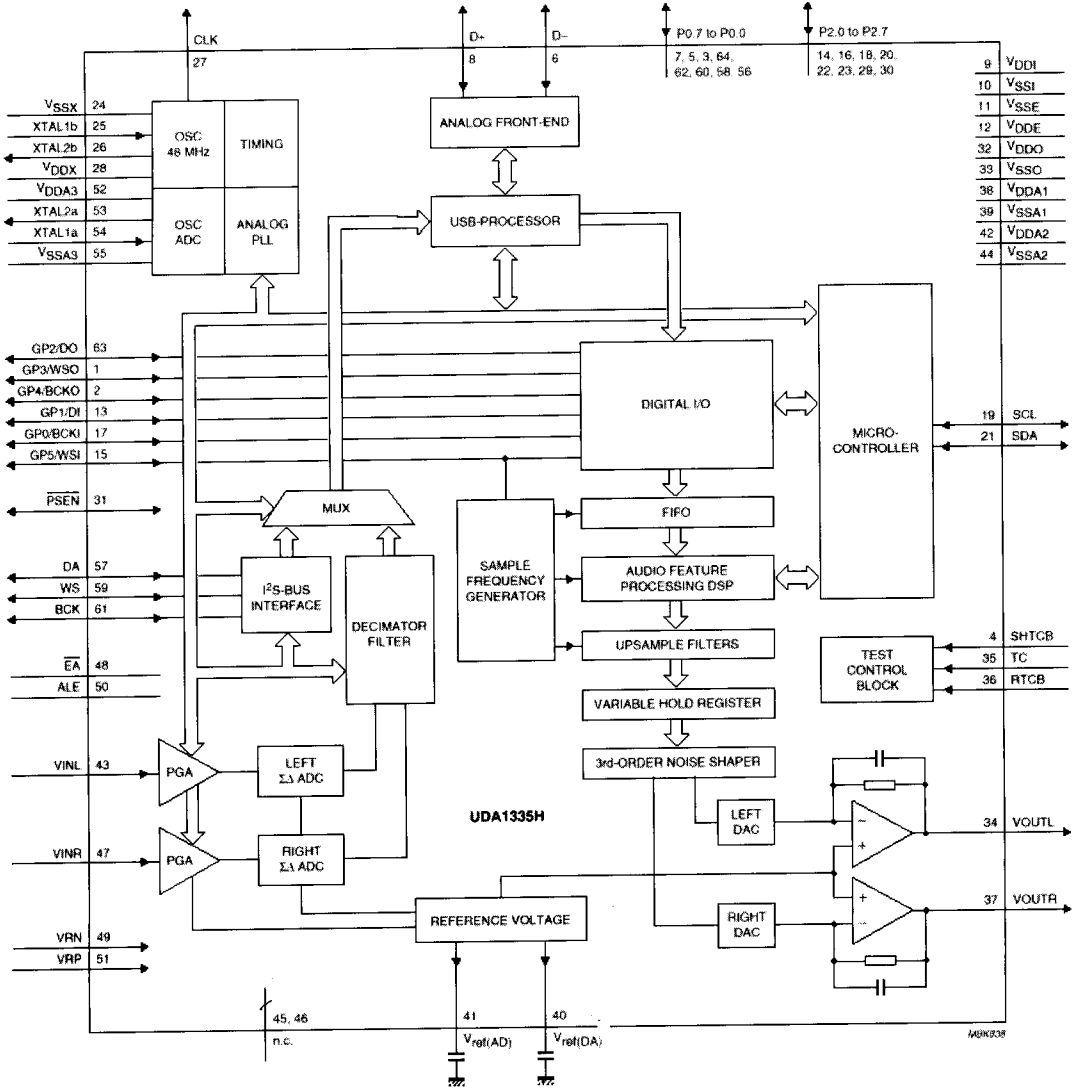 CLK
27
D+
8
D−
6
P0.7 to P0.0
7, 5, 3, 64,
62, 60, 58, 56
P2.0 to P2.7
14, 16, 18, 20,
22, 23, 29, 30
VSSX 24
XTAL1b 25
XTAL2b 26
VDDX 28
VDDA3 52
XTAL2a 53
XTAL1a 54
VSSA3 55
OSC
48 MHz
TIMING
OSC
ADC
ANALOG
PLL
ANALOG FRONT-END
USB-PROCESSOR
9 VDDI
10 VSSI
11 VSSE
12 VDDE
32 VDDO
33 VSSO
38 VDDA1
39 VSSA1
42 VDDA2
44 VSSA2
GP2/DO 63
GP3/WSO 1
GP4/BCKO 2
GP1/DI 13
GP0/BCKI 17
GP5/WSI 15
PSEN 31
DIGITAL I/O
MICRO-
CONTROLLER
19 SCL
21 SDA
MUX
FIFO
DA 57
WS 59
BCK 61
I²S-BUS
INTERFACE
DECIMATOR
FILTER
SAMPLE
FREQUENCY
GENERATOR
AUDIO FEATURE
PROCESSING DSP
UPSAMPLE FILTERS
EA 48
ALE 50
TEST
CONTROL
BLOCK
4 SHTCB
35 TC
36 RTCB
VARIABLE HOLD REGISTER
3rd-ORDER NOISE SHAPER
VINL 43
PGA
LEFT
ΣΔ ADC
UDA1335H
LEFT
DAC
−
+
34 VOUTL
VINR 47
PGA
RIGHT
ΣΔ ADC
REFERENCE VOLTAGE
RIGHT
DAC
+
−
37 VOUTR
VRN 49
VRP 51
45, 46
n.c.
41
Vref(AD)
40
Vref(DA)
MBK838